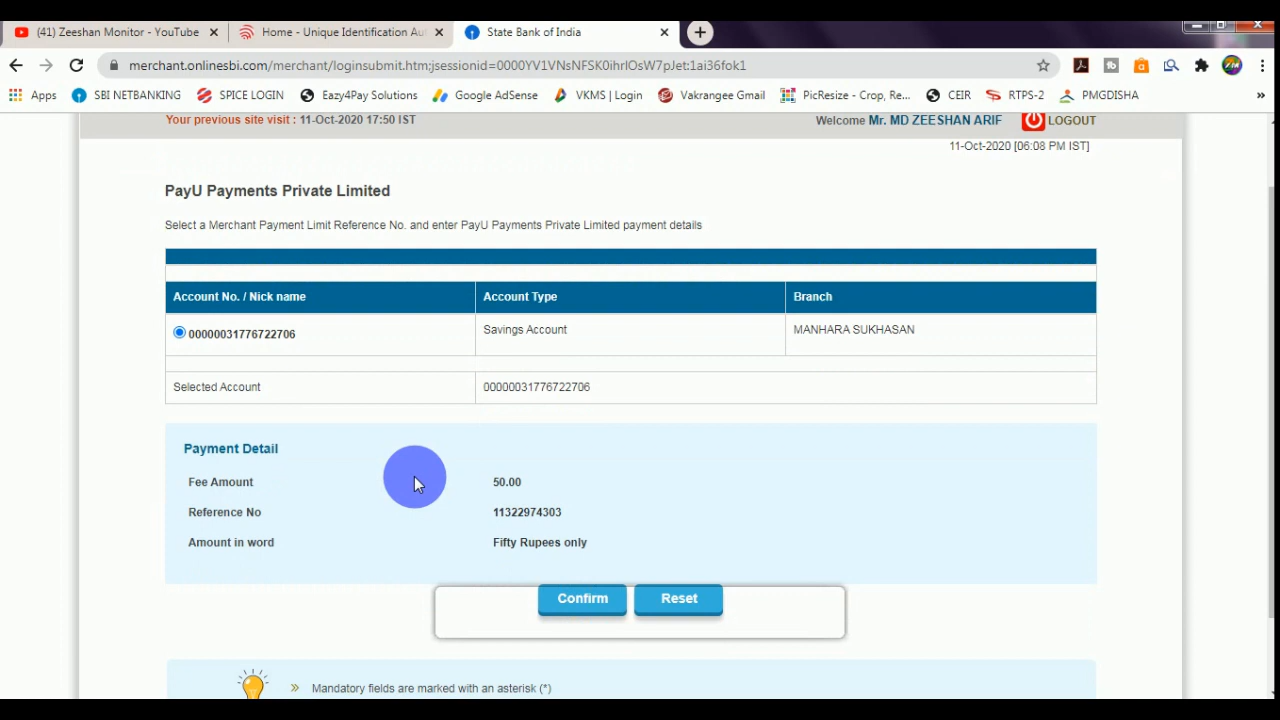 (41) Zeeshan Monitor - YouTube
Home - Unique Identification Au
State Bank of India
merchant.onlinesbi.com/merchant/loginsubmit.htm;jsessionid=0000YV1VNsNFSK0ihrIOsW7pJet:1ai36fok1
Apps SBI NETBANKING SPICE LOGIN Eazy4Pay Solutions Google AdSense VKMS | Login Vakrangee Gmail PicResize - Crop, Re... CEIR RTPS-2 PMGDISHA »
Your previous site visit : 11-Oct-2020 17:50 IST
Welcome Mr. MD ZEESHAN ARIF LOGOUT
11-Oct-2020 [06:08 PM IST]
PayU Payments Private Limited
Select a Merchant Payment Limit Reference No. and enter PayU Payments Private Limited payment details
Account No. / Nick name Account Type Branch
00000031776722706 Savings Account MANHARA SUKHASAN
Selected Account 00000031776722706
Payment Detail
Fee Amount 50.00
Reference No 11322974303
Amount in word Fifty Rupees only
Confirm Reset
» Mandatory fields are marked with an asterisk (*)